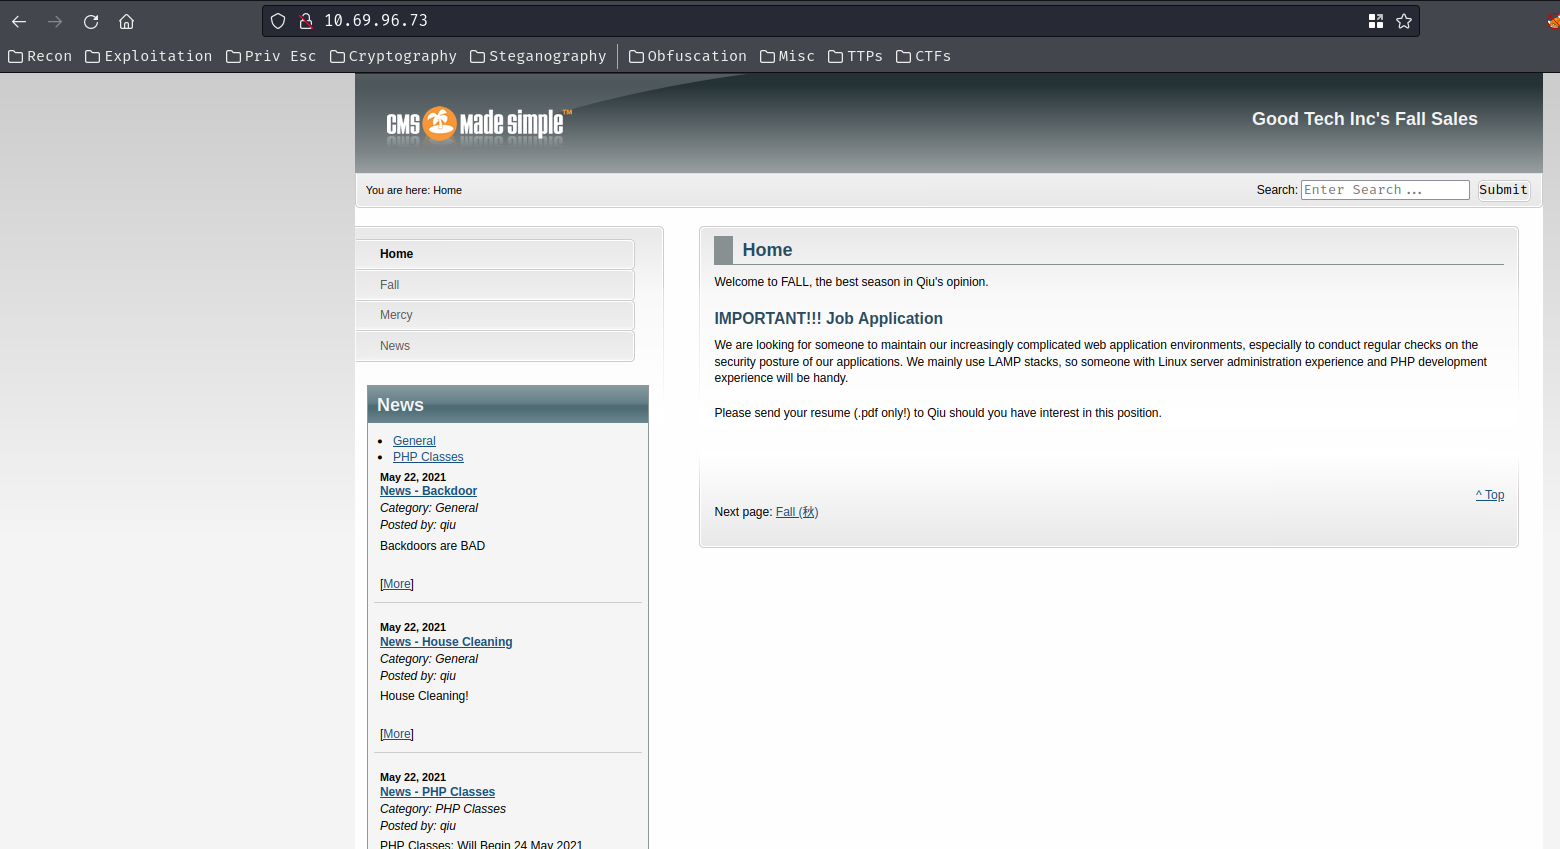 10.69.96.73
Recon Exploitation Priv Esc Cryptography Steganography Obfuscation Misc TTPs CTFs
CMS Made Simple™
Good Tech Inc's Fall Sales
You are here: Home
Search: Enter Search... Submit
Home
Fall
Mercy
News
News
General
PHP Classes
May 22, 2021
News - Backdoor
Category: General
Posted by: qiu
Backdoors are BAD
[More]
May 22, 2021
News - House Cleaning
Category: General
Posted by: qiu
House Cleaning!
[More]
May 22, 2021
News - PHP Classes
Category: PHP Classes
Posted by: qiu
PHP Classes: Will Begin 24 May 2021
Home
Welcome to FALL, the best season in Qiu's opinion.
IMPORTANT!!! Job Application
We are looking for someone to maintain our increasingly complicated web application environments, especially to conduct regular checks on the
security posture of our applications. We mainly use LAMP stacks, so someone with Linux server administration experience and PHP development
experience will be handy.
Please send your resume (.pdf only!) to Qiu should you have interest in this position.
^ Top
Next page: Fall (秋)